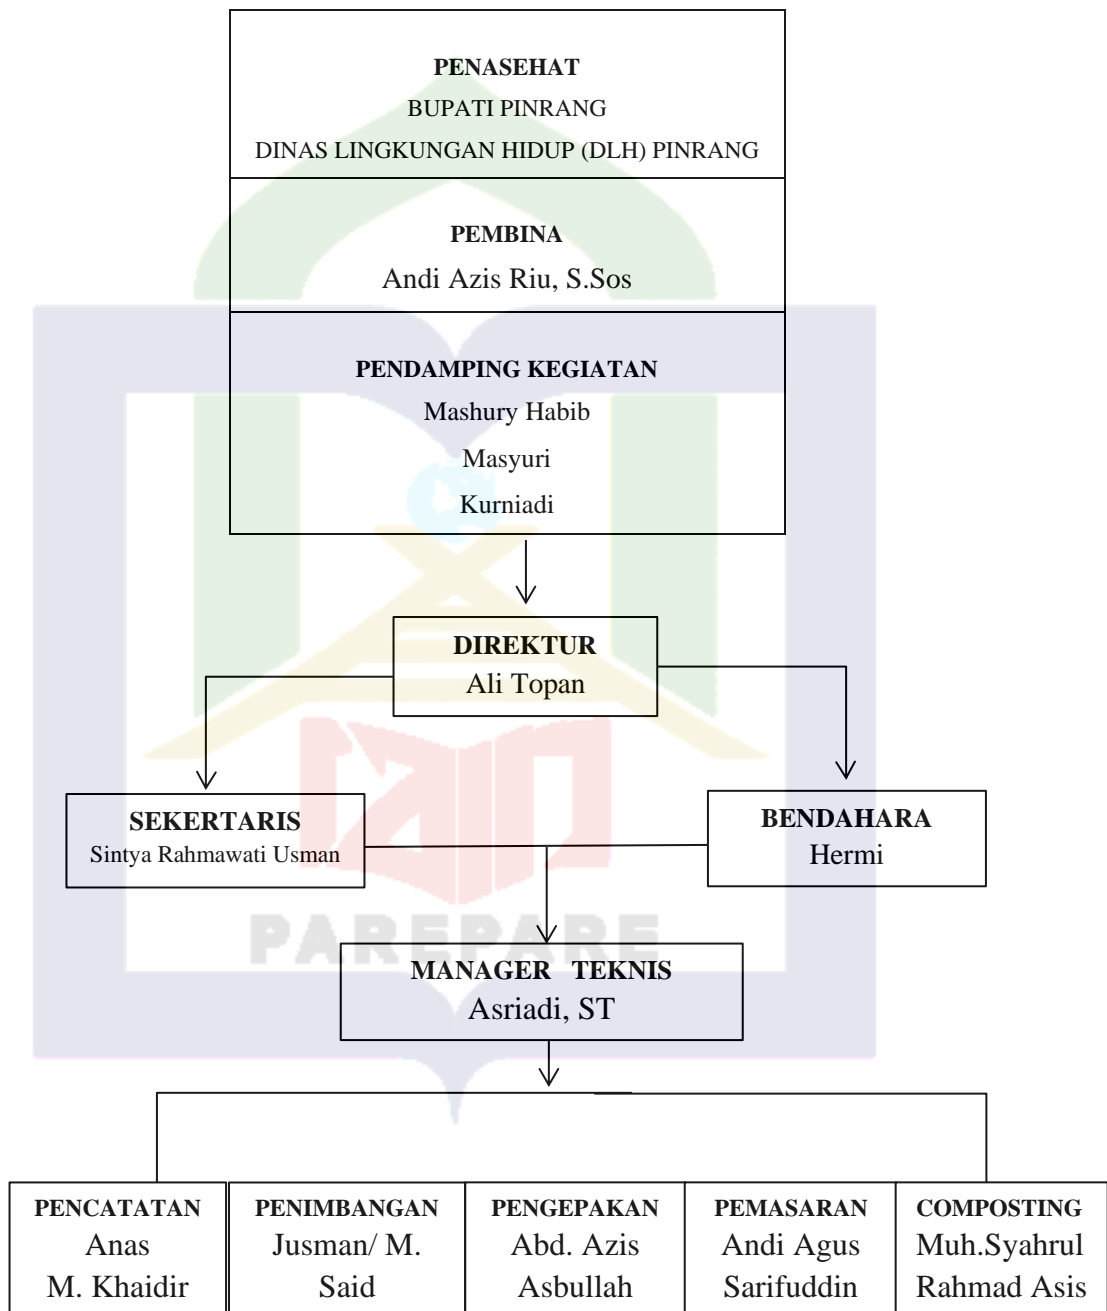 PENASEHAT
BUPATI PINRANG
DINAS LINGKUNGAN HIDUP (DLH) PINRANG
PEMBINA
Andi Azis Riu, S.Sos
PENDAMPING KEGIATAN
Mashury Habib
Masyuri
Kurniadi
DIREKTUR
Ali Topan
SEKERTARIS
Sintya Rahmawati Usman
BENDAHARA
Hermi
PAREPARE
MANAGER TEKNIS
Asriadi, ST
PENCATATAN
Anas
M. Khaidir
PENIMBANGAN
Jusman/ M.
Said
PENGEPAKAN
Abd. Azis
Asbullah
PEMASARAN
Andi Agus
Sarifuddin
COMPOSTING
Muh.Syahrul
Rahmad Asis